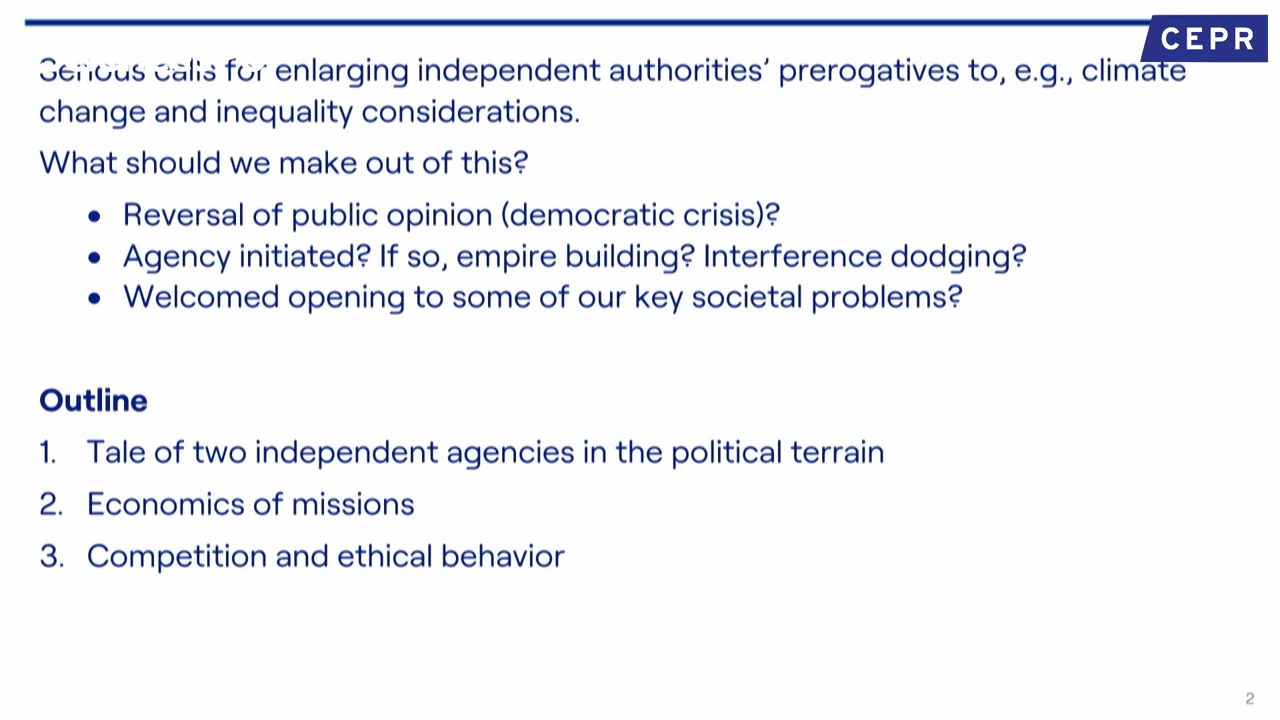 CEPR
Serious calls for enlarging independent authorities' prerogatives to, e.g., climate
change and inequality considerations.
What should we make out of this?
• Reversal of public opinion (democratic crisis)?
• Agency initiated? If so, empire building? Interference dodging?
• Welcomed opening to some of our key societal problems?
Outline
1. Tale of two independent agencies in the political terrain
2. Economics of missions
3. Competition and ethical behavior
2